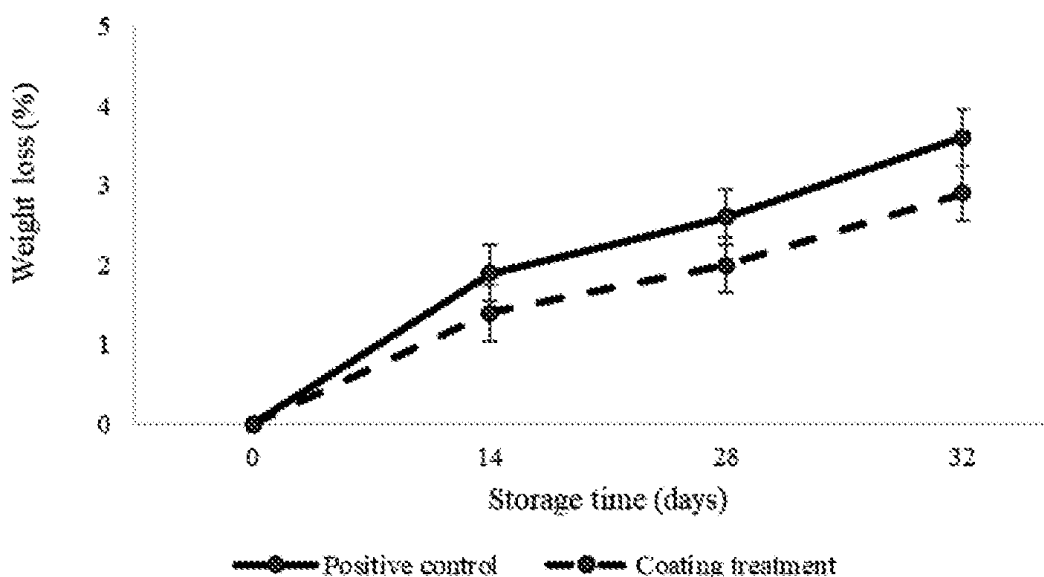 5
4
3
2
1
0
Weight loss (%)
0 14 28 32
Storage time (days)
Positive control Coating treatment